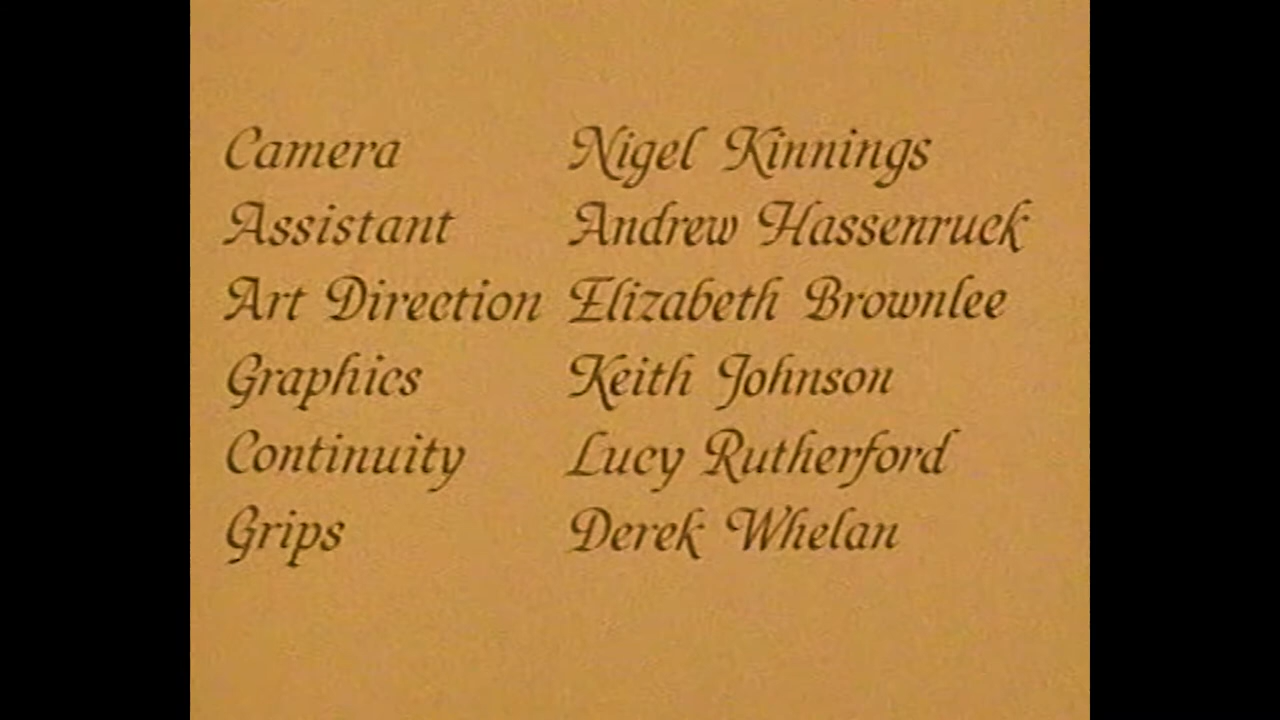 Camera Nigel Kinnings
Assistant Andrew Hassenruck
Art Direction Elizabeth Brownlee
Graphics Keith Johnson
Continuity Lucy Rutherford
Grips Derek Whelan